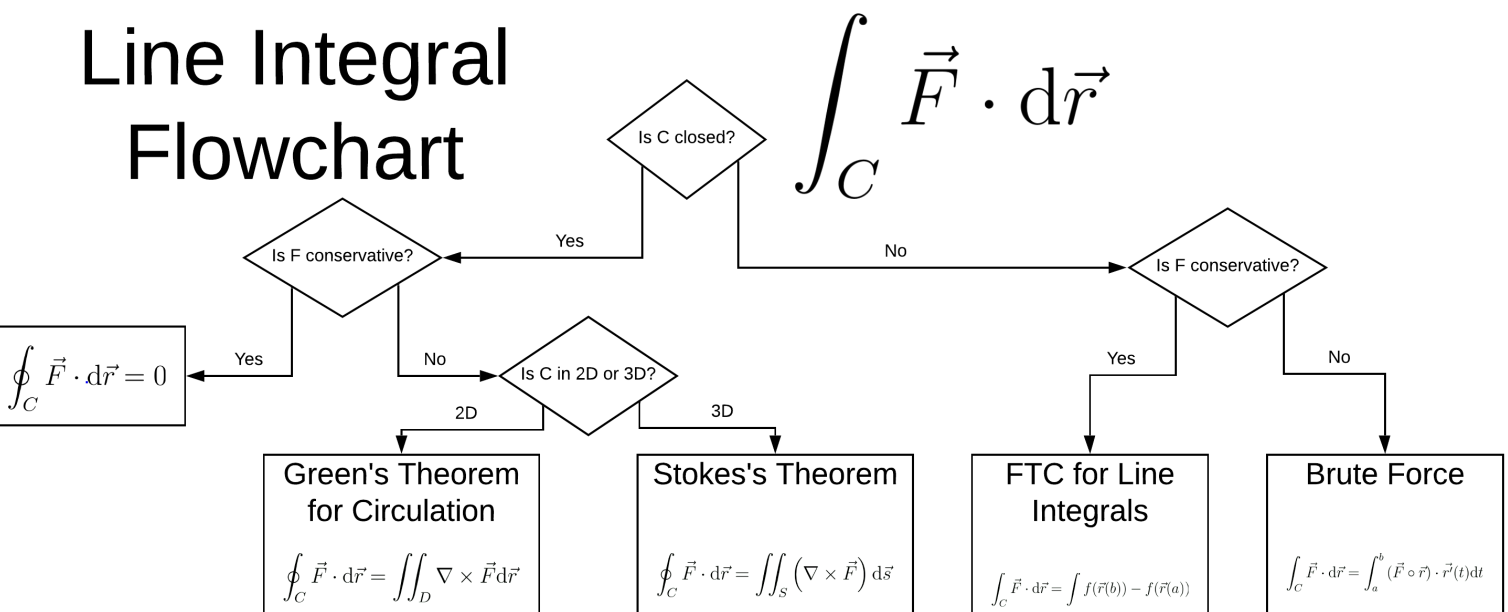 Line Integral
Flowchart
∫_C F⃗ · dr⃗
Is C closed?
Yes
No
Is F conservative?
Is F conservative?
Yes
No
Is C in 2D or 3D?
Yes
No
∮_C F⃗ · dr⃗ = 0
2D
3D
Green's Theorem
for Circulation
∮_C F⃗ · dr⃗ = ∬_D ∇ × F⃗dr⃗
Stokes's Theorem
∮_C F⃗ · dr⃗ = ∬_S (∇ × F⃗) ds⃗
FTC for Line
Integrals
∫_C F⃗ · dr⃗ = ∫ f(r⃗(b)) − f(r⃗(a))
Brute Force
∫_C F⃗ · dr⃗ = ∫_a^b (F⃗ ∘ r⃗) · r⃗′(t)dt